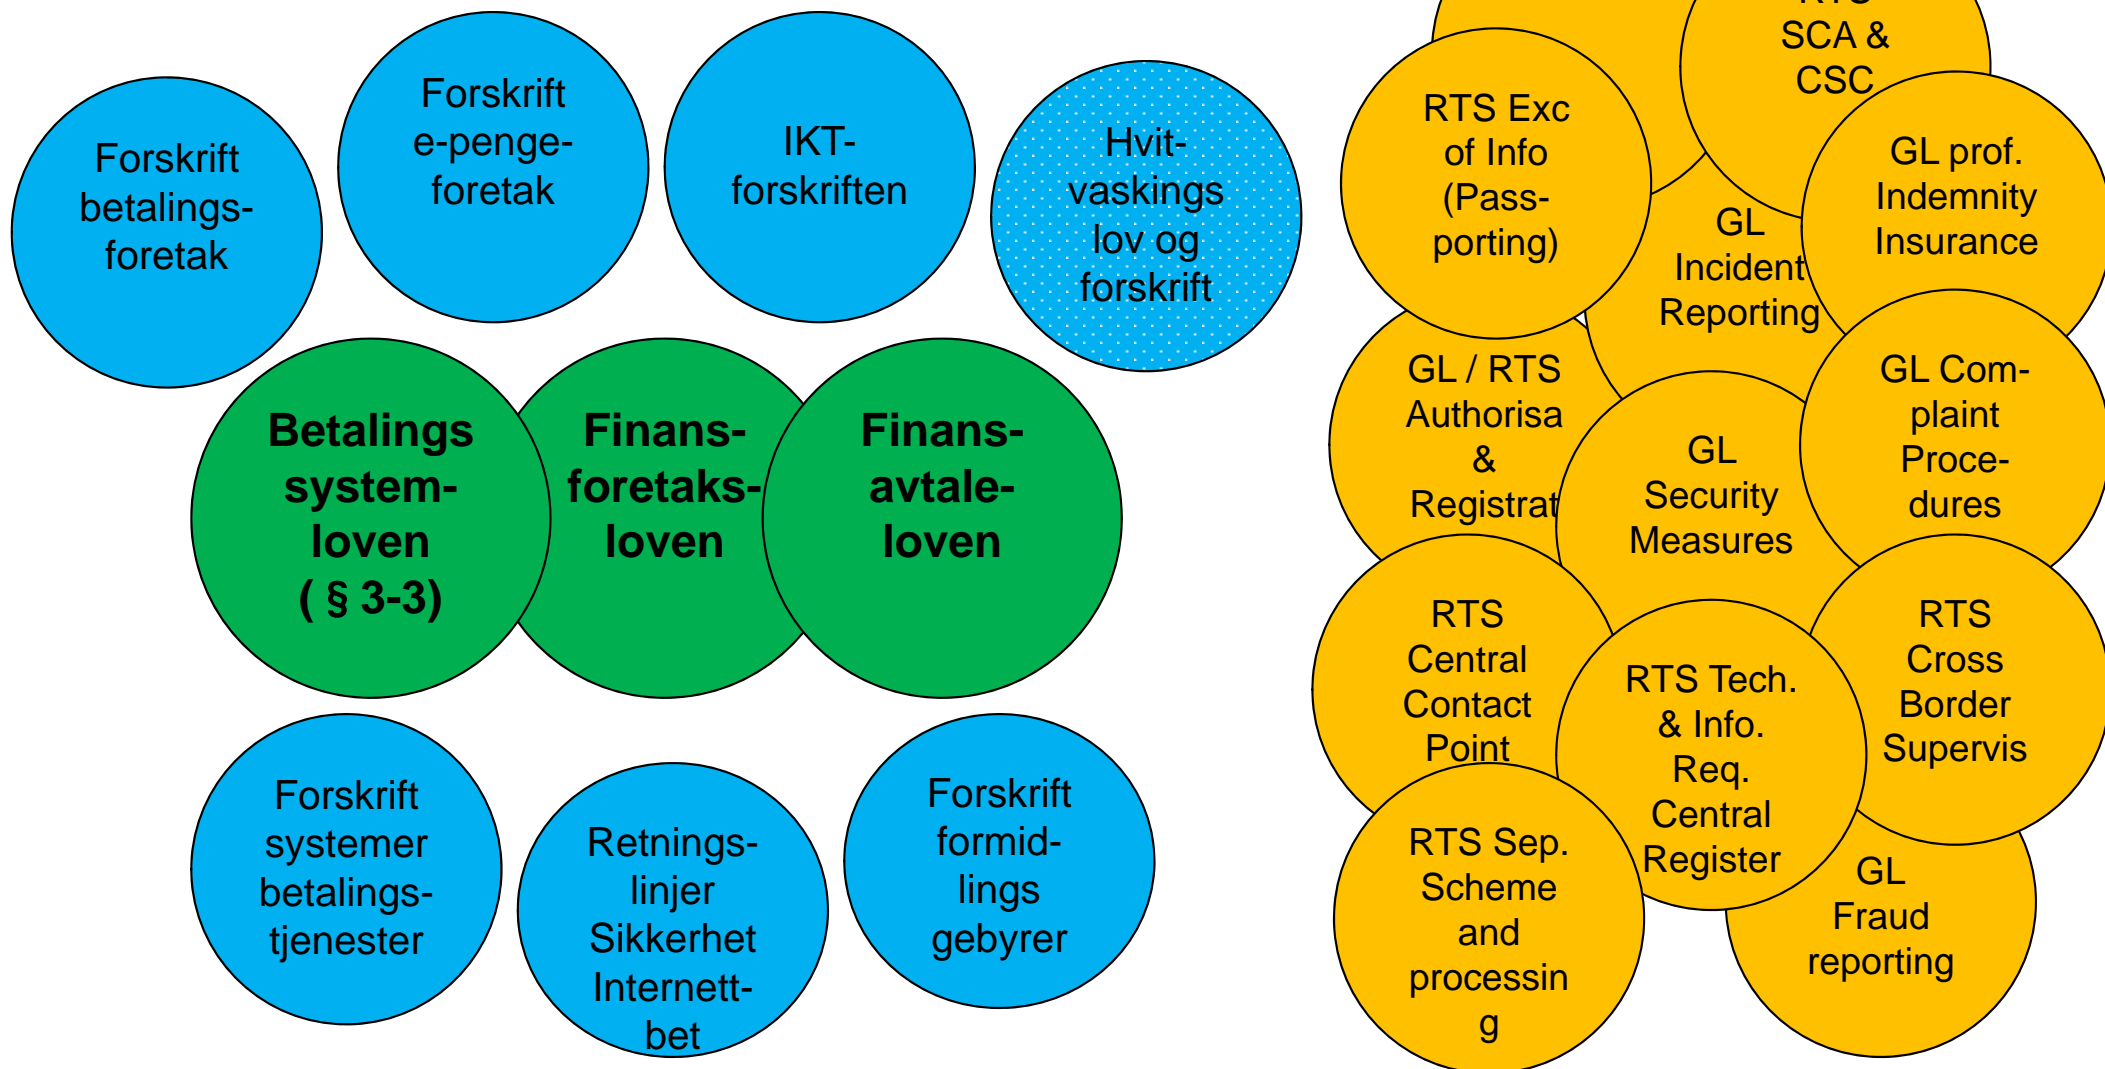 Forskrift
betalings-
foretak
Forskrift
e-penge-
foretak
IKT-
forskriften
Hvit-
vaskings
lov og
forskrift
Betalings
system-
loven
( § 3-3)
Finans-
foretaks-
loven
Finans-
avtale-
loven
Forskrift
systemer
betalings-
tjenester
Retnings-
linjer
Sikkerhet
Internett-
bet
Forskrift
formid-
lings
gebyrer
RTS
SCA &
CSC
RTS Exc
of Info
(Pass-
porting)
GL prof.
Indemnity
Insurance
GL
Incident
Reporting
GL / RTS
Authorisa
&
Registrat
GL
Security
Measures
GL Com-
plaint
Proce-
dures
RTS
Central
Contact
Point
RTS Tech.
& Info.
Req.
Central
Register
RTS
Cross
Border
Supervis
RTS Sep.
Scheme
and
processin
g
GL
Fraud
reporting